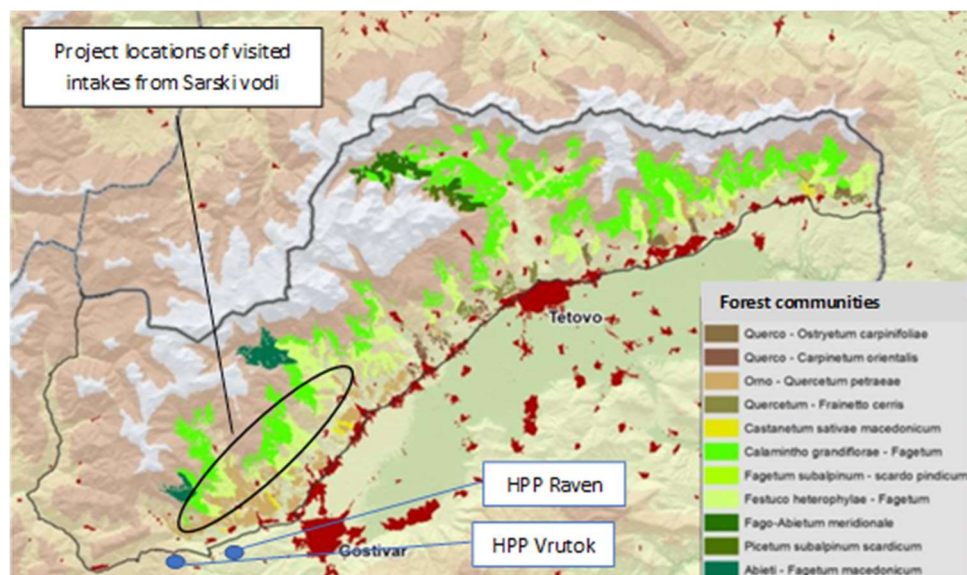 Project locations of visited
intakes from Sarski vodi
Tetovo
Forest communities
Querco - Ostryetum carpinifoliae
Querco - Carpinetum orientalis
Orno - Quercetum petraeae
Quercetum - Frainetto cerris
Castanetum sativae macedonicum
Calamintho grandiflorae - Fagetum
Fagetum subalpinum - scardo pindicum
Festuco heterophylae - Fagetum
Fago-Abietum meridionale
Picetum subalpinum scardicum
Abieti - Fagetum macedonicum
HPP Raven
Gostivar
HPP Vrutok